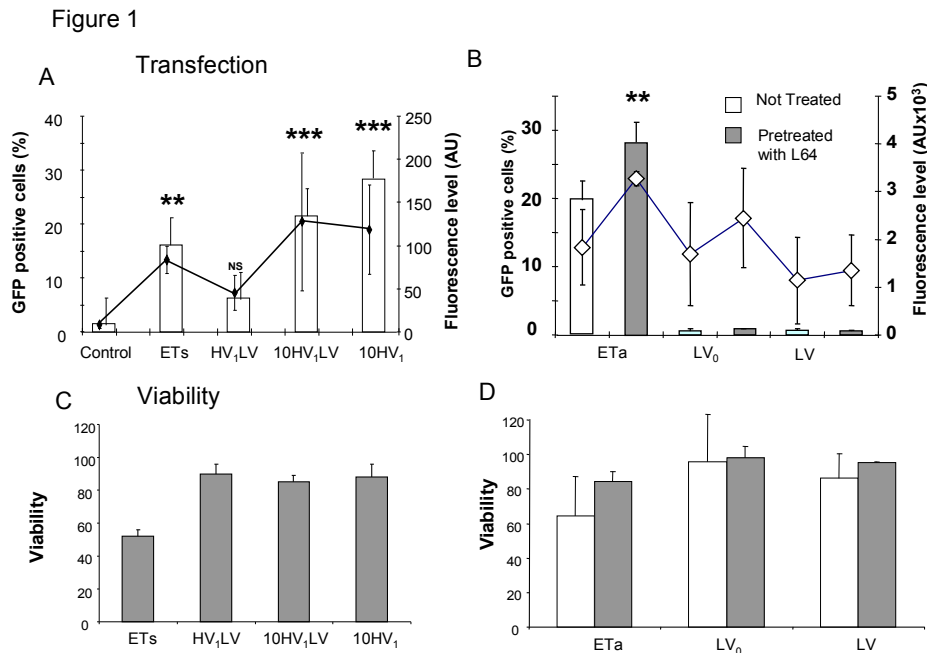 Figure 1
A
Transfection
GFP positive cells (%)
40
30
20
10
0
**
NS
***
***
250
200
150
100
50
0
Fluorescence level (AU)
Control ETs HV₁LV 10HV₁LV 10HV₁
B
GFP positive cells (%)
30
20
10
0
**
Not Treated
Pretreated
with L64
5
4
3
2
1
0
Fluorescence level (AUx10³)
ETa LV₀ LV
C
Viability
Viability
120
100
80
60
40
20
0
ETs HV₁LV 10HV₁LV 10HV₁
D
Viability
120
100
80
60
40
20
0
ETa LV₀ LV